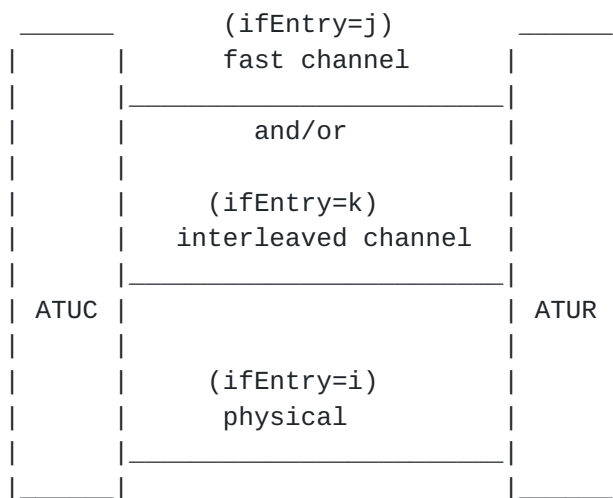 (ifEntry=j)
fast channel
and/or
(ifEntry=k)
interleaved channel
ATUC
ATUR
(ifEntry=i)
physical